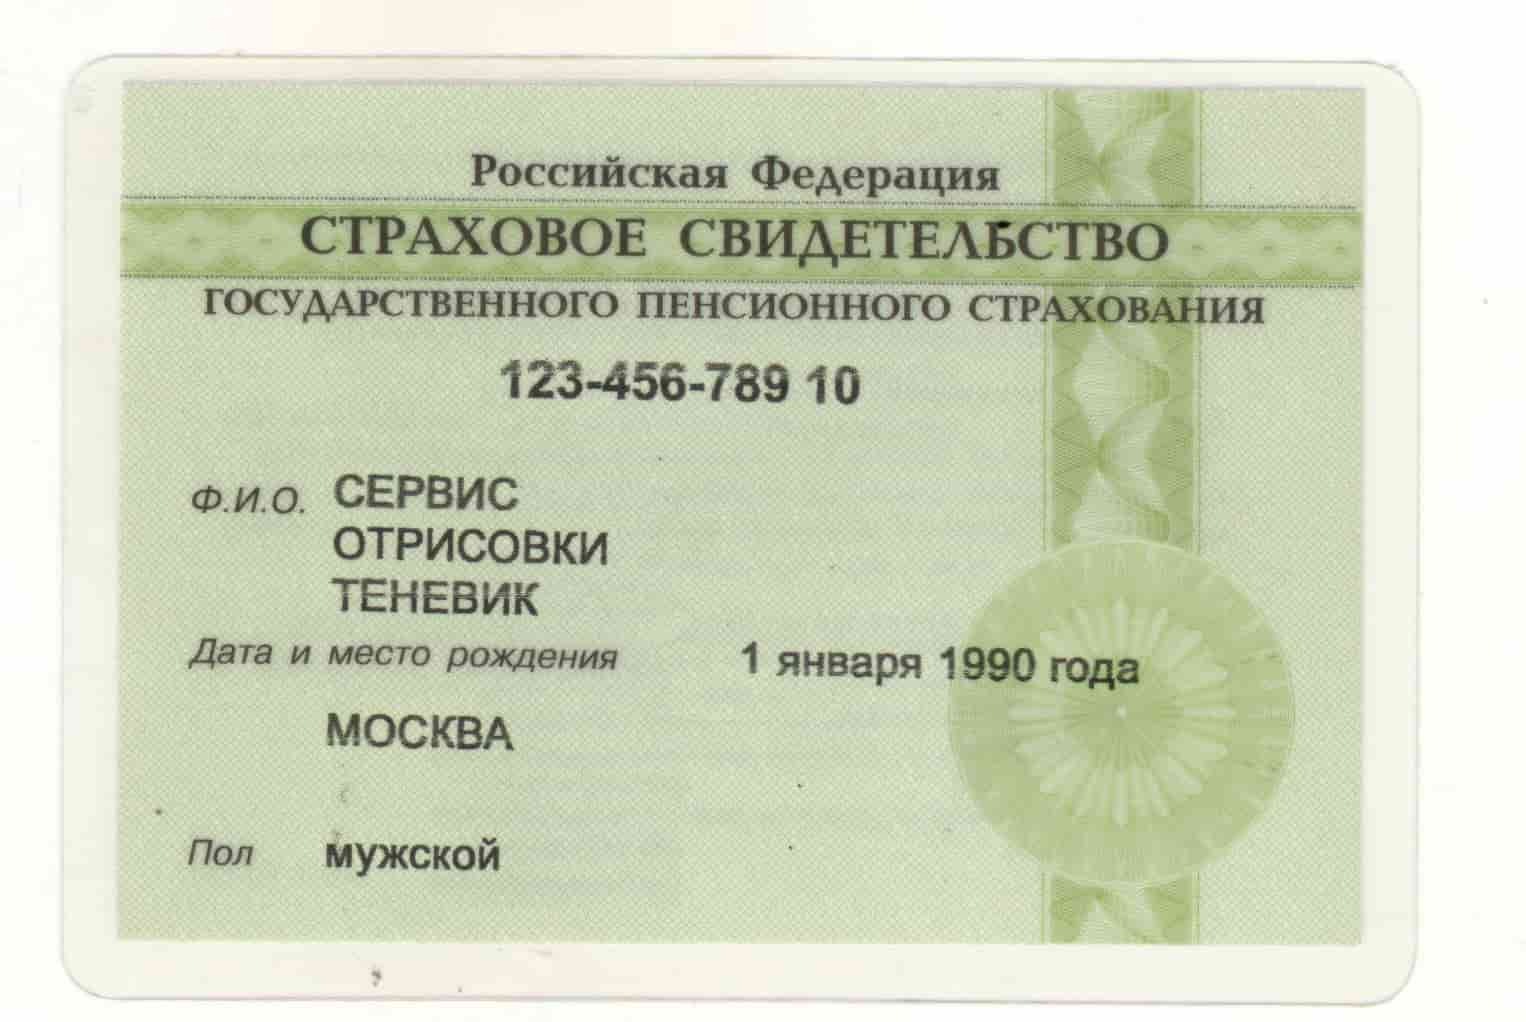 Российская Федерация
СТРАХОВОЕ СВИДЕТЕЛЬСТВО
ГОСУДАРСТВЕННОГО ПЕНСИОННОГО СТРАХОВАНИЯ
123-456-789 10
Ф.И.О. СЕРВИС
ОТРИСОВКИ
ТЕНЕВИК
Дата и место рождения 1 января 1990 года
МОСКВА
Пол мужской